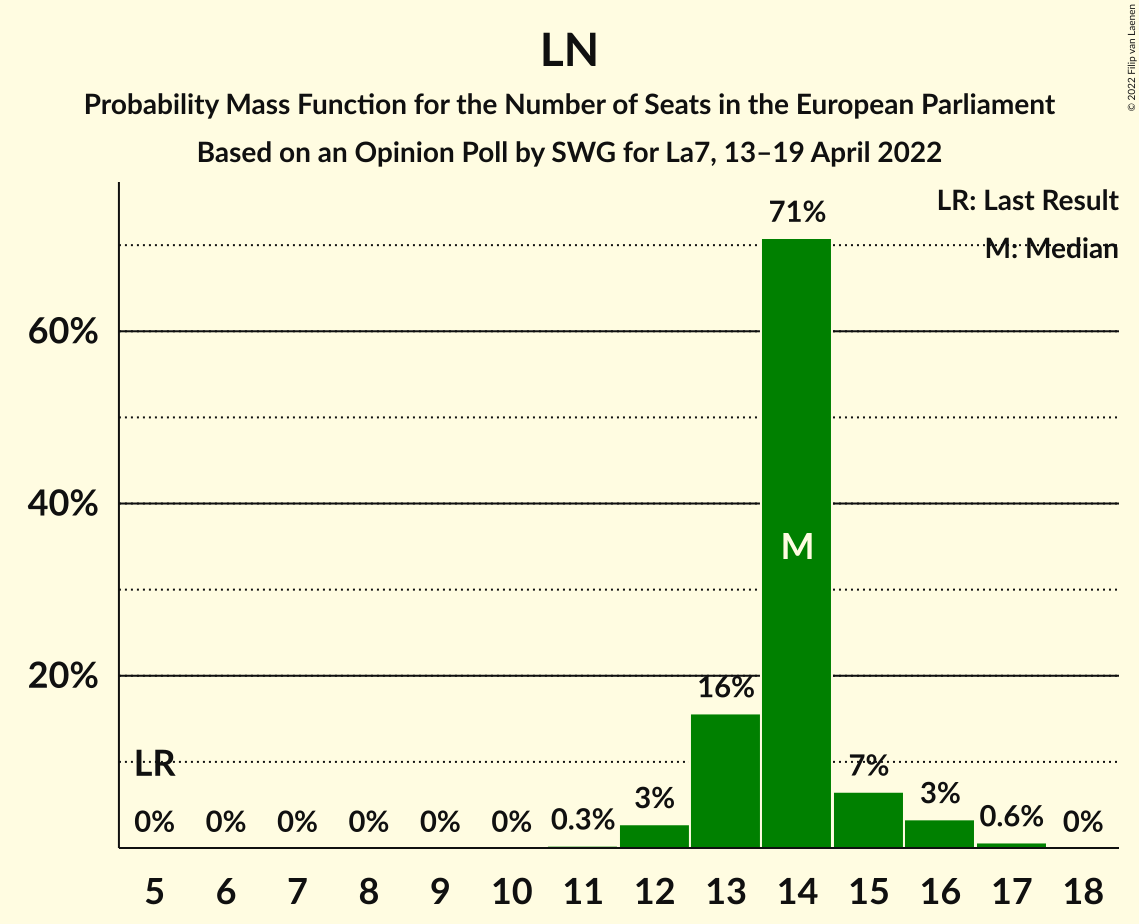 LN
Probability Mass Function for the Number of Seats in the European Parliament
Based on an Opinion Poll by SWG for La7, 13–19 April 2022
© 2022 Filip van Laenen
LR: Last Result
M: Median
60%
40%
20%
LR
M
0% 0% 0% 0% 0% 0% 0.3% 3% 16% 71% 7% 3% 0.6% 0%
5 6 7 8 9 10 11 12 13 14 15 16 17 18